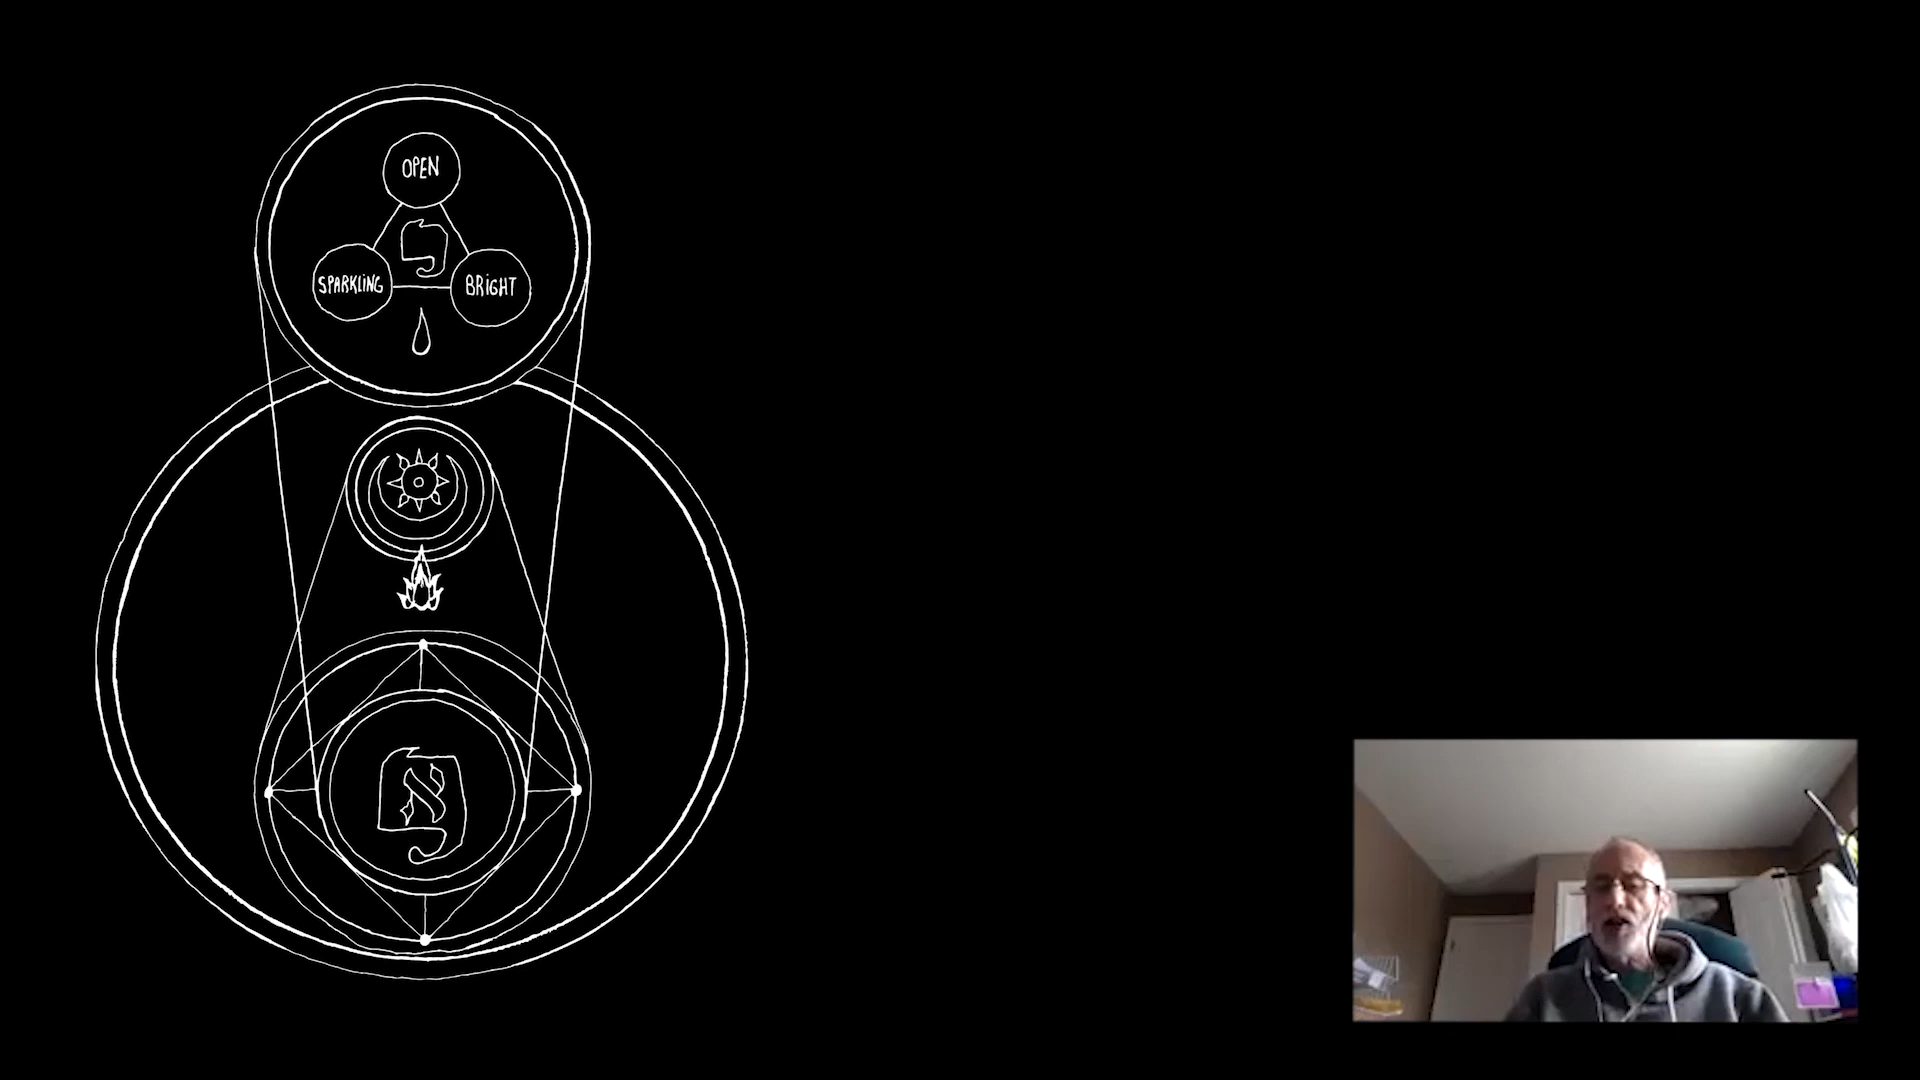 OPEN
פ
SPARKLING
BRIGHT
פ
א